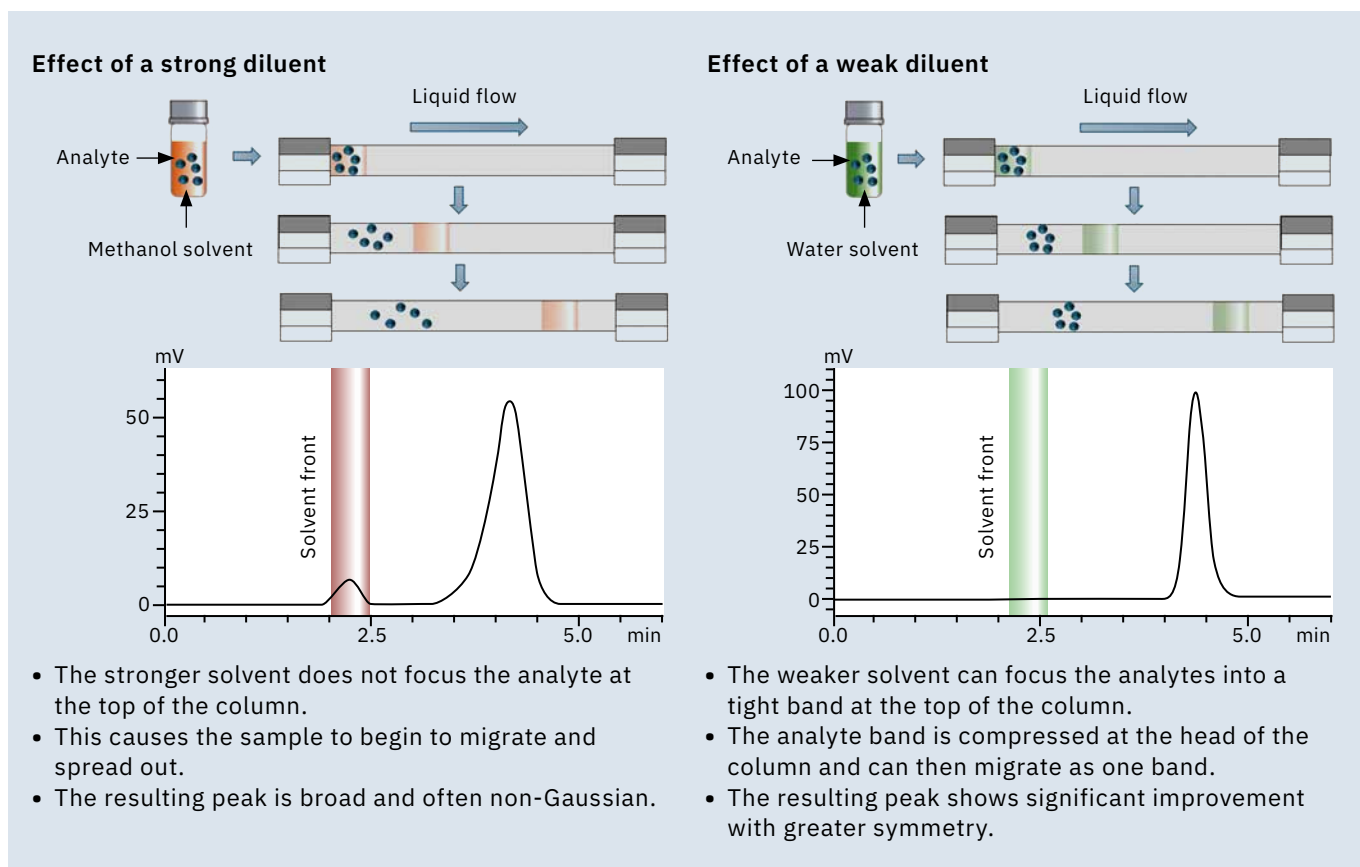 Effect of a strong diluent
Liquid flow
Analyte
Methanol solvent
mV
50
25
0
Solvent front
0.0
2.5
5.0
min
• The stronger solvent does not focus the analyte at
the top of the column.
• This causes the sample to begin to migrate and
spread out.
• The resulting peak is broad and often non-Gaussian.
Effect of a weak diluent
Liquid flow
Analyte
Water solvent
mV
100
75
50
25
0
Solvent front
0.0
2.5
5.0
min
• The weaker solvent can focus the analytes into a
tight band at the top of the column.
• The analyte band is compressed at the head of the
column and can then migrate as one band.
• The resulting peak shows significant improvement
with greater symmetry.